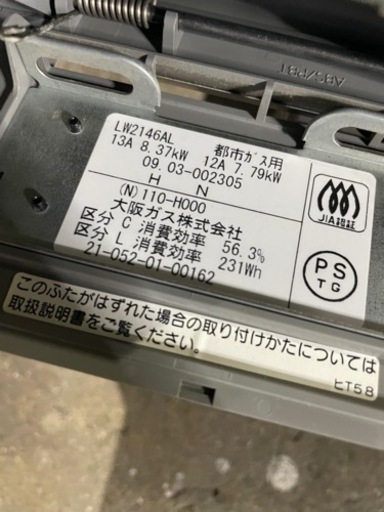 ABS/PBT
LW2146AL 都市ガス用
13A 8.37kW 12A 7.79kW
09.03-002305
H N
(N) 110-H000
大阪ガス株式会社
区分 C 消費効率 56.3%
区分 L 消費効率 231Wh
21-052-01-00162
JIA認証
PS
TG
このふたがはずれた場合の取り付けかたについては
取扱説明書をご覧ください。
ヒT58